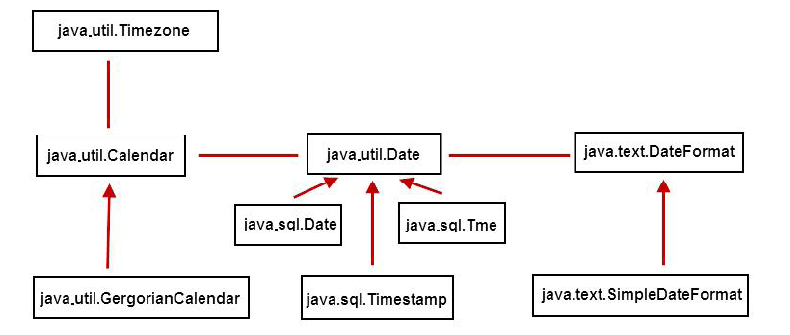 java.util.Timezone
java.util.Calendar
java.util.Date
java.text.DateFormat
java.sql.Date
java.sql.Tme
java.util.GergorianCalendar
java.sql.Timestamp
java.text.SimpleDateFormat